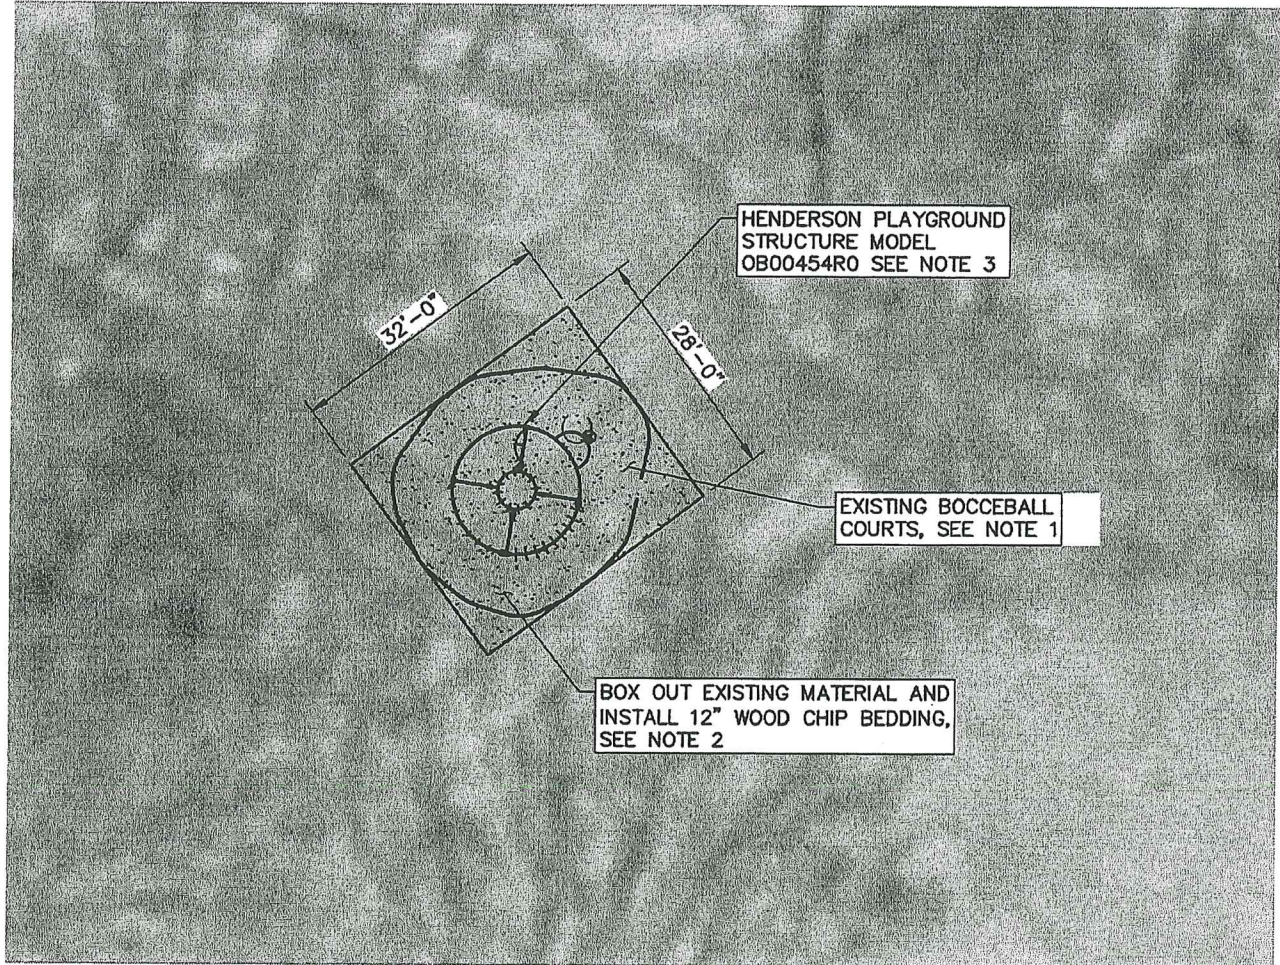 HENDERSON PLAYGROUND
STRUCTURE MODEL
OB00454R0 SEE NOTE 3
32'-0"
28'-0"
EXISTING BOCCEBALL
COURTS, SEE NOTE 1
BOX OUT EXISTING MATERIAL AND
INSTALL 12" WOOD CHIP BEDDING,
SEE NOTE 2